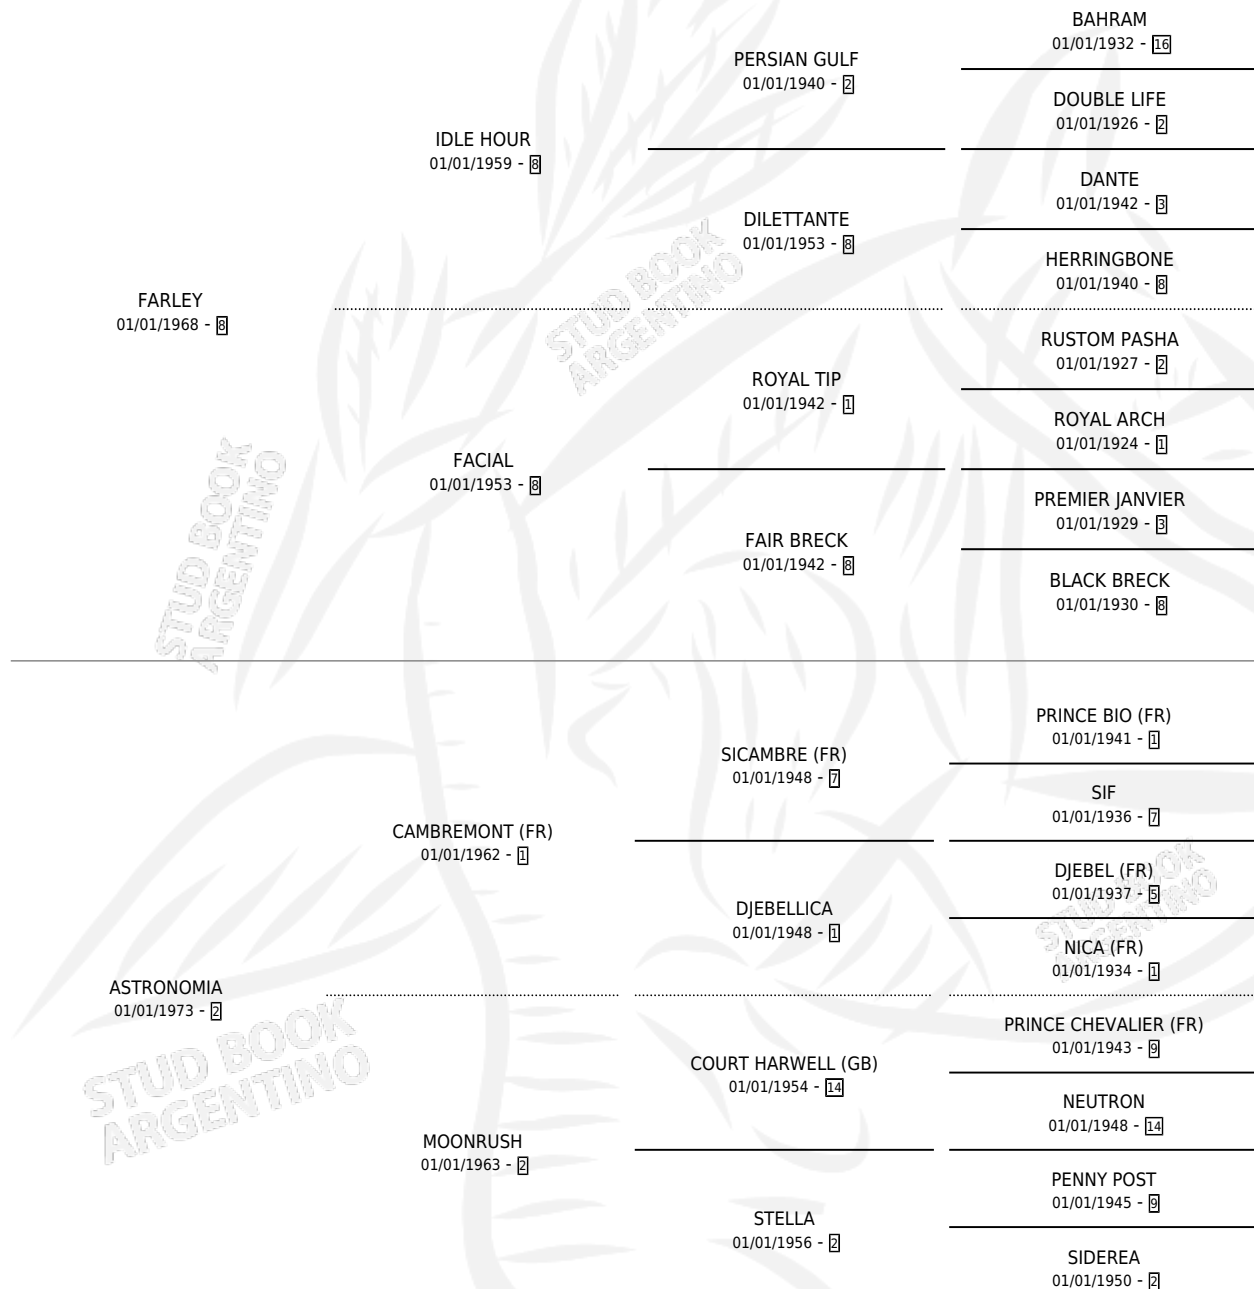 BAHRAM
01/01/1932 - 16
PERSIAN GULF
01/01/1940 - 2
DOUBLE LIFE
01/01/1926 - 2
IDLE HOUR
01/01/1959 - 8
DANTE
01/01/1942 - 3
DILETTANTE
01/01/1953 - 8
HERRINGBONE
01/01/1940 - 8
FARLEY
01/01/1968 - 8
RUSTOM PASHA
01/01/1927 - 2
ROYAL TIP
01/01/1942 - 1
ROYAL ARCH
01/01/1924 - 1
FACIAL
01/01/1953 - 8
PREMIER JANVIER
01/01/1929 - 3
FAIR BRECK
01/01/1942 - 8
BLACK BRECK
01/01/1930 - 8
PRINCE BIO (FR)
01/01/1941 - 1
SICAMBRE (FR)
01/01/1948 - 7
SIF
01/01/1936 - 7
CAMBREMONT (FR)
01/01/1962 - 1
DJEBEL (FR)
01/01/1937 - 5
DJEBELLICA
01/01/1948 - 1
NICA (FR)
01/01/1934 - 1
ASTRONOMIA
01/01/1973 - 2
PRINCE CHEVALIER (FR)
01/01/1943 - 9
COURT HARWELL (GB)
01/01/1954 - 14
NEUTRON
01/01/1948 - 14
MOONRUSH
01/01/1963 - 2
PENNY POST
01/01/1945 - 9
STELLA
01/01/1956 - 2
SIDEREA
01/01/1950 - 2
STUD BOOK
ARGENTINO
STUD BOOK
ARGENTINO
STUD BOOK
ARGENTINO
STUD BOOK
ARGENTINO